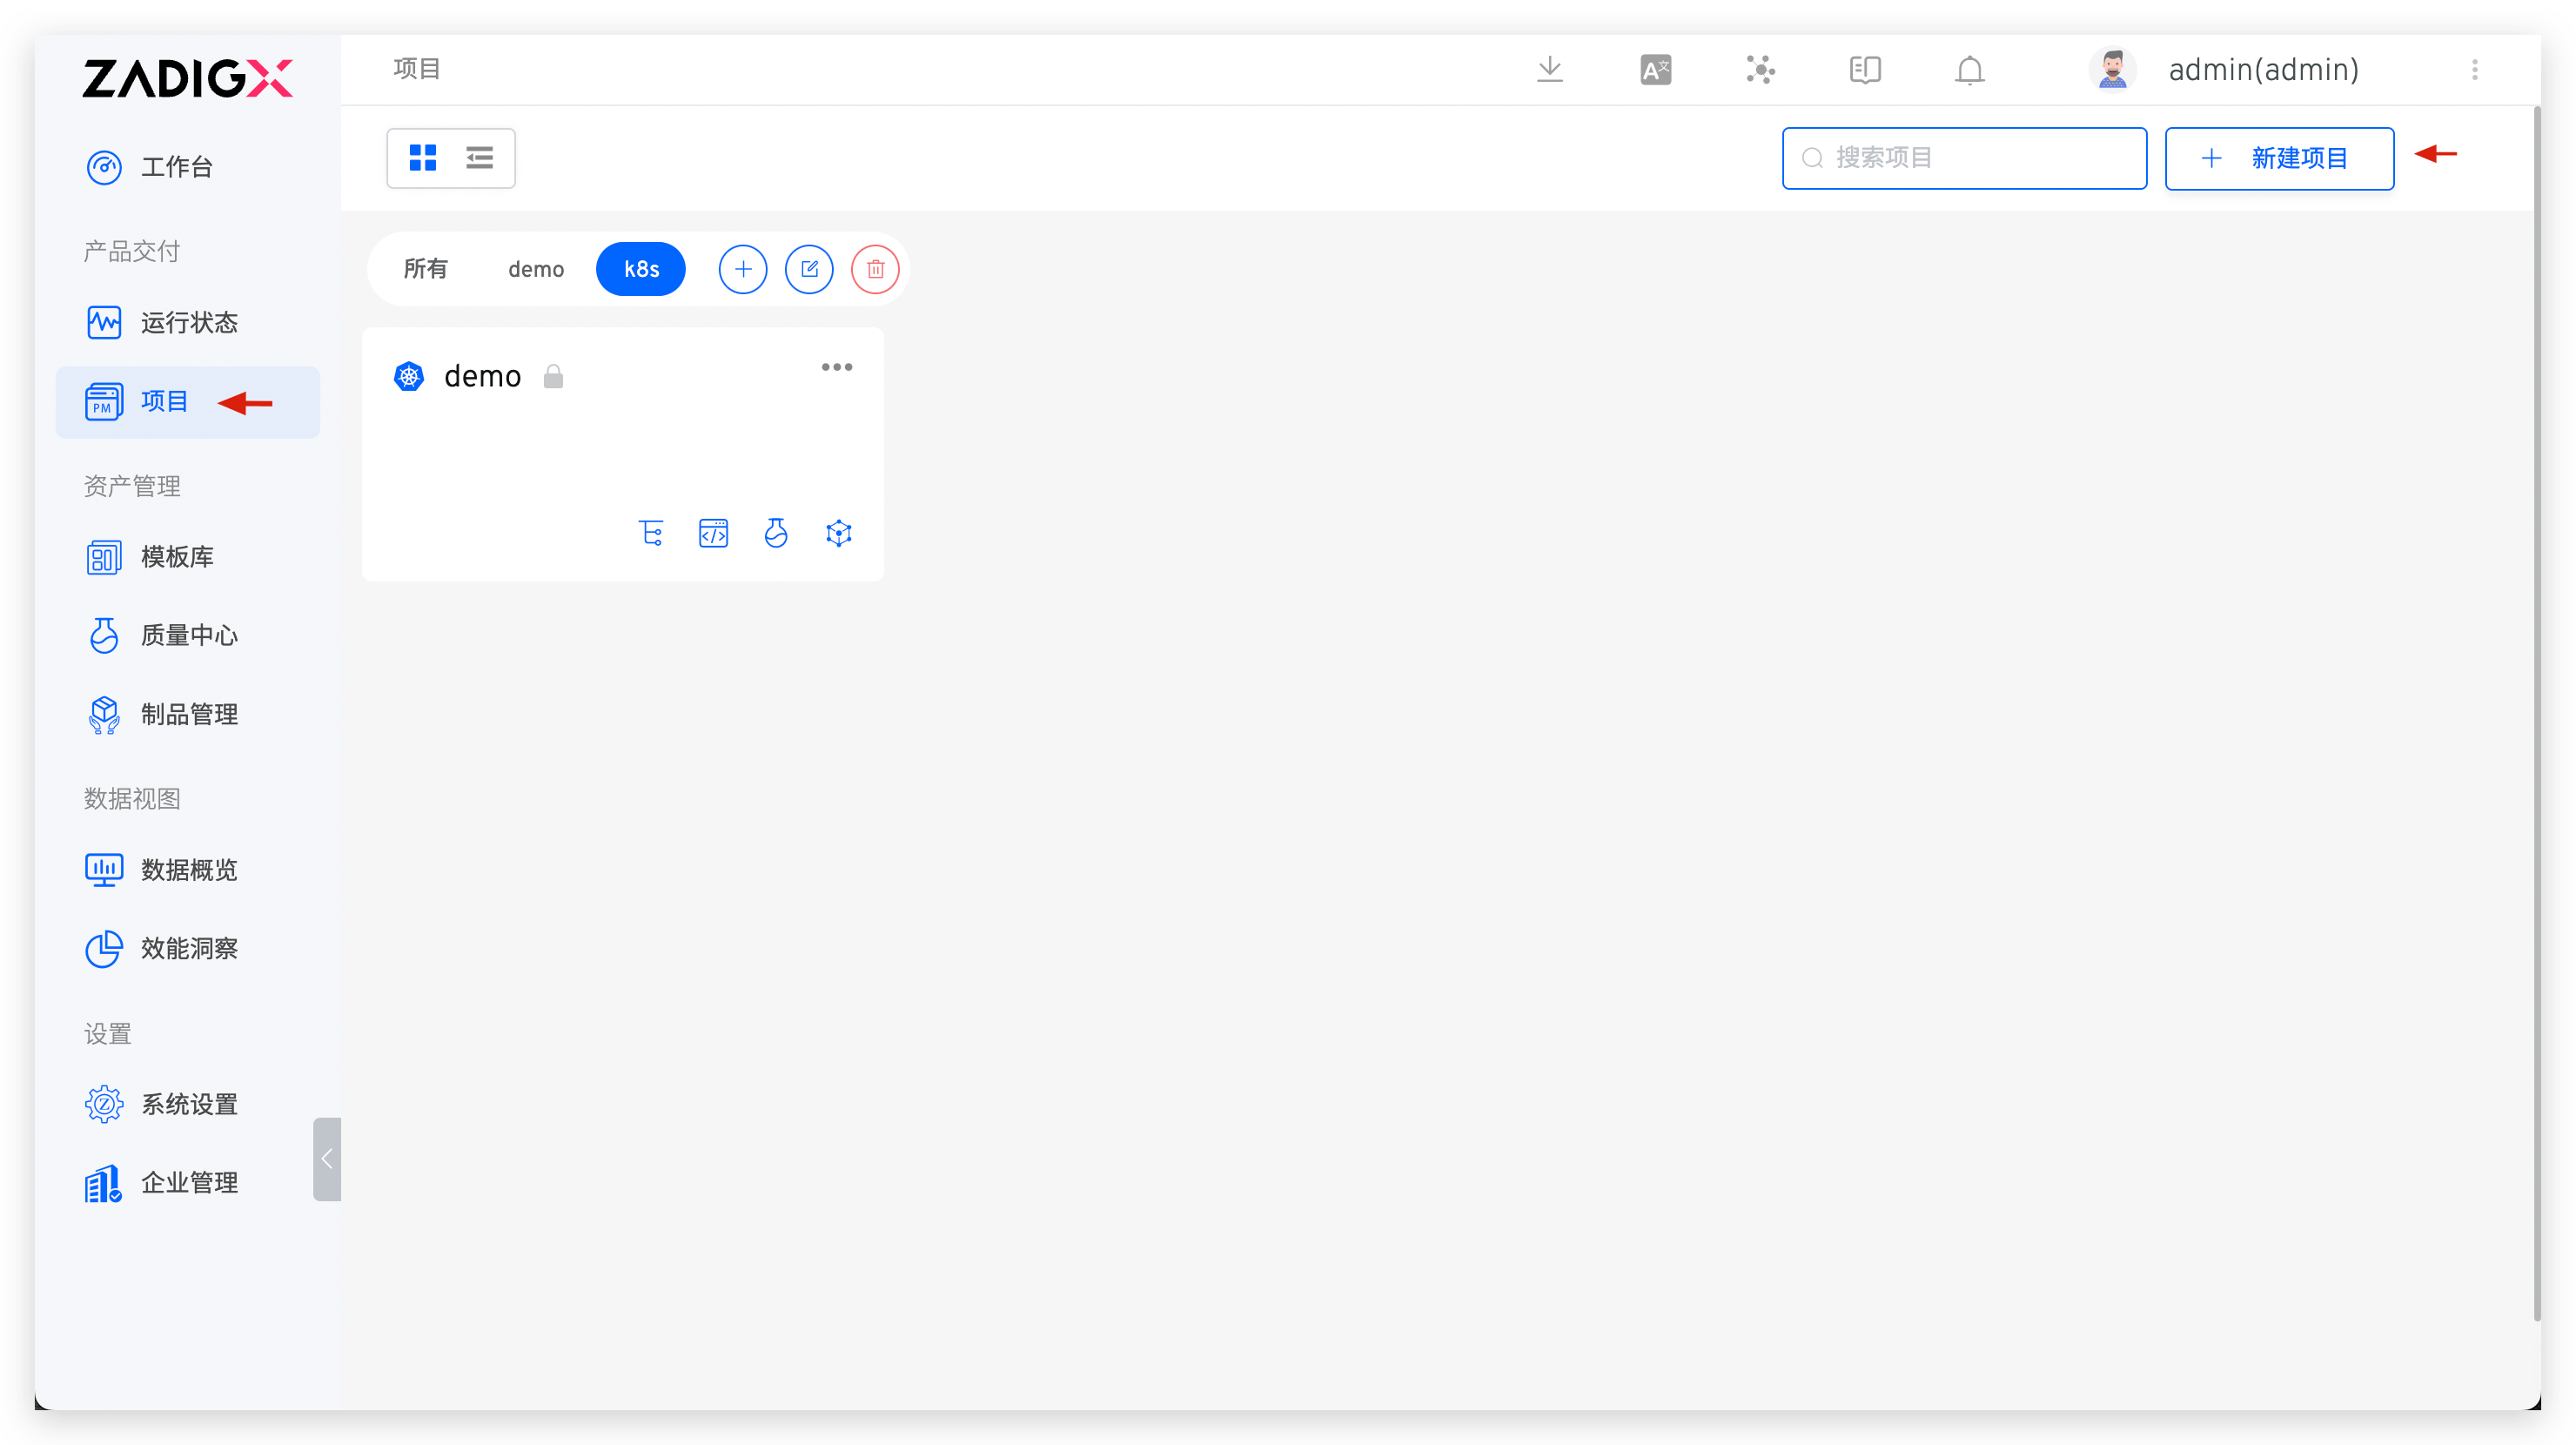 ZADIGX
项目
A文
admin(admin)
工作台
搜索项目
新建项目
产品交付
所有
demo
k8s
运行状态
demo
PM
项目
资产管理
模板库
质量中心
制品管理
数据视图
数据概览
效能洞察
设置
Z
系统设置
企业管理